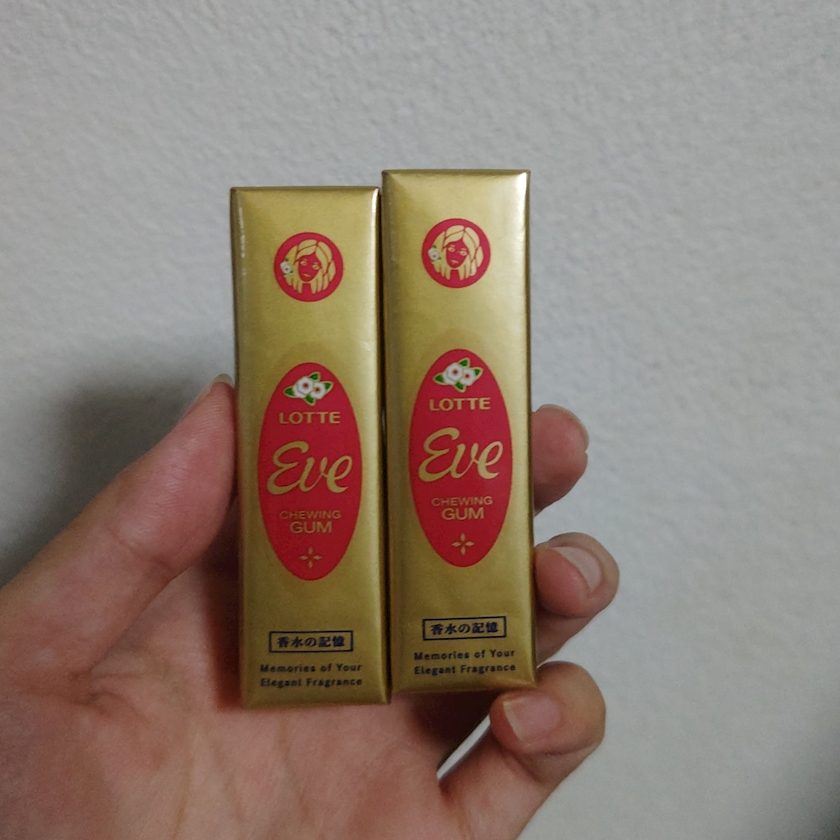 LOTTE
Eve
CHEWING
GUM
香水の記憶
Memories of Your
Elegant Fragrance
LOTTE
Eve
CHEWING
GUM
香水の記憶
Memories of Your
Elegant Fragrance